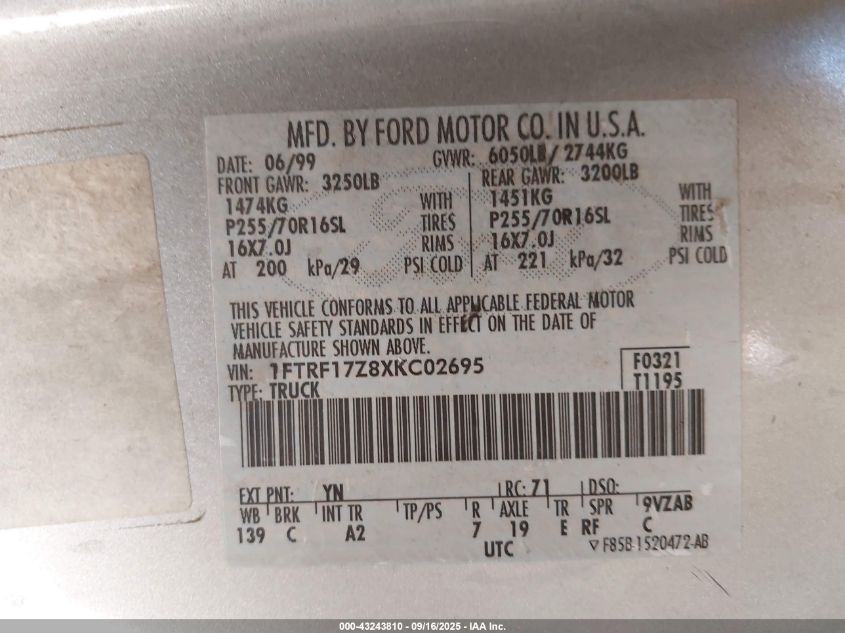 MFD. BY FORD MOTOR CO. IN U.S.A.
DATE: 06/99 GVWR: 6050LB/ 2744KG
FRONT GAWR: 3250LB REAR GAWR: 3200LB
1474KG WITH 1451KG WITH
P255/70R16SL TIRES P255/70R16SL TIRES
16X7.0J RIMS 16X7.0J RIMS
AT 200 kPa/29 PSI COLD AT 221 kPa/32 PSI COLD
THIS VEHICLE CONFORMS TO ALL APPLICABLE FEDERAL MOTOR
VEHICLE SAFETY STANDARDS IN EFFECT ON THE DATE OF
MANUFACTURE SHOWN ABOVE.
VIN: 1FTRF17Z8XKC02695 F0321
TYPE: TRUCK T1195
EXT PNT: YN RC: 71 DSO:
WB BRK INT TR TP/PS R AXLE TR SPR 9VZAB
139 C A2 7 19 E RF C
UTC ▽F85B-1520472-AB
000-43243810 - 09/16/2025 - IAA Inc.